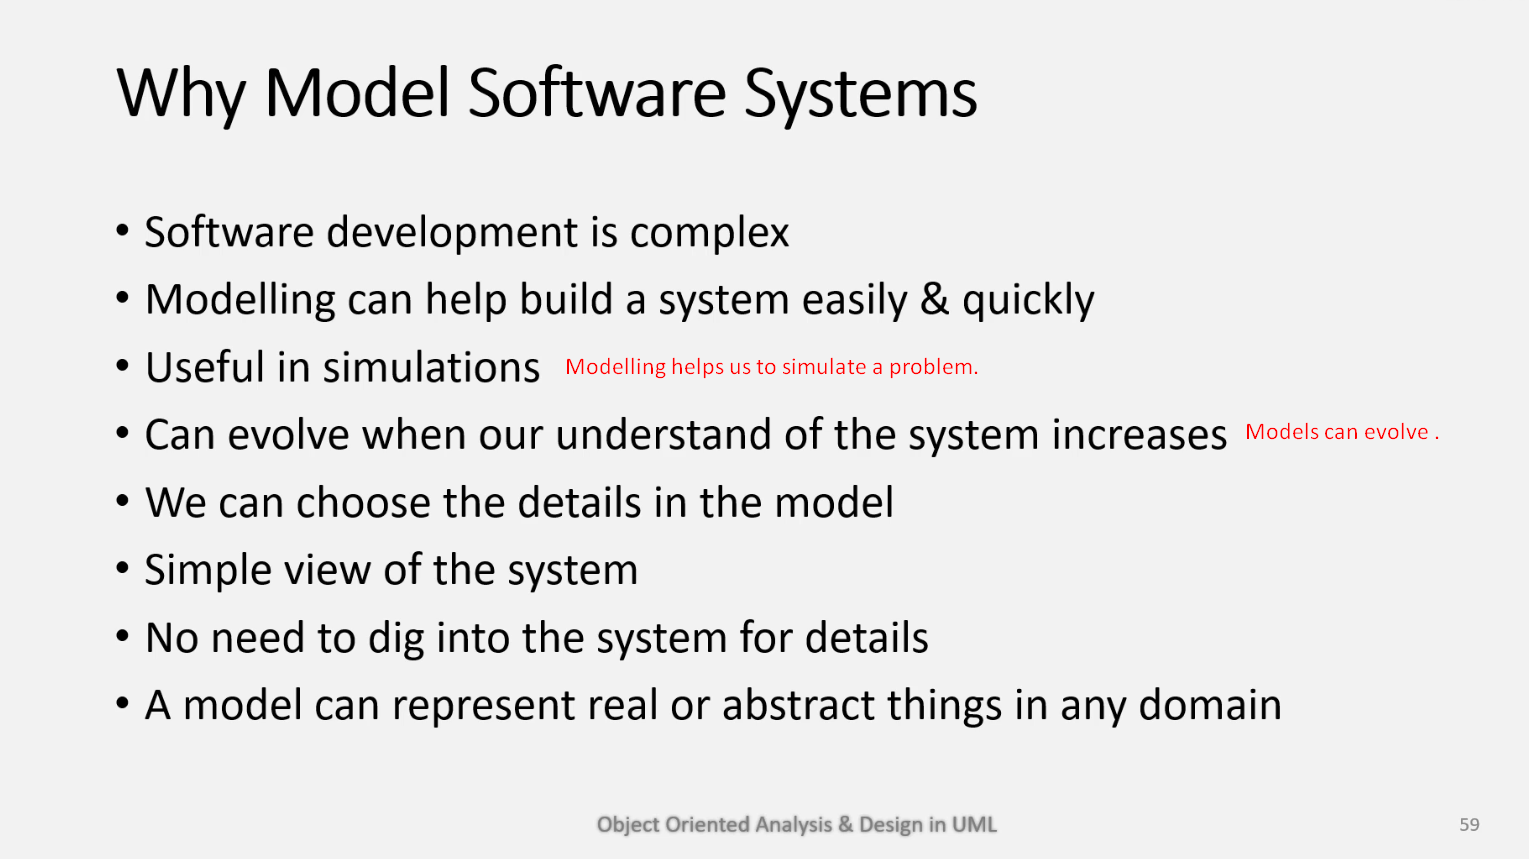 Why Model Software Systems
• Software development is complex
• Modelling can help build a system easily & quickly
• Useful in simulations Modelling helps us to simulate a problem.
• Can evolve when our understand of the system increases Models can evolve .
• We can choose the details in the model
• Simple view of the system
• No need to dig into the system for details
• A model can represent real or abstract things in any domain
Object Oriented Analysis & Design in UML 59